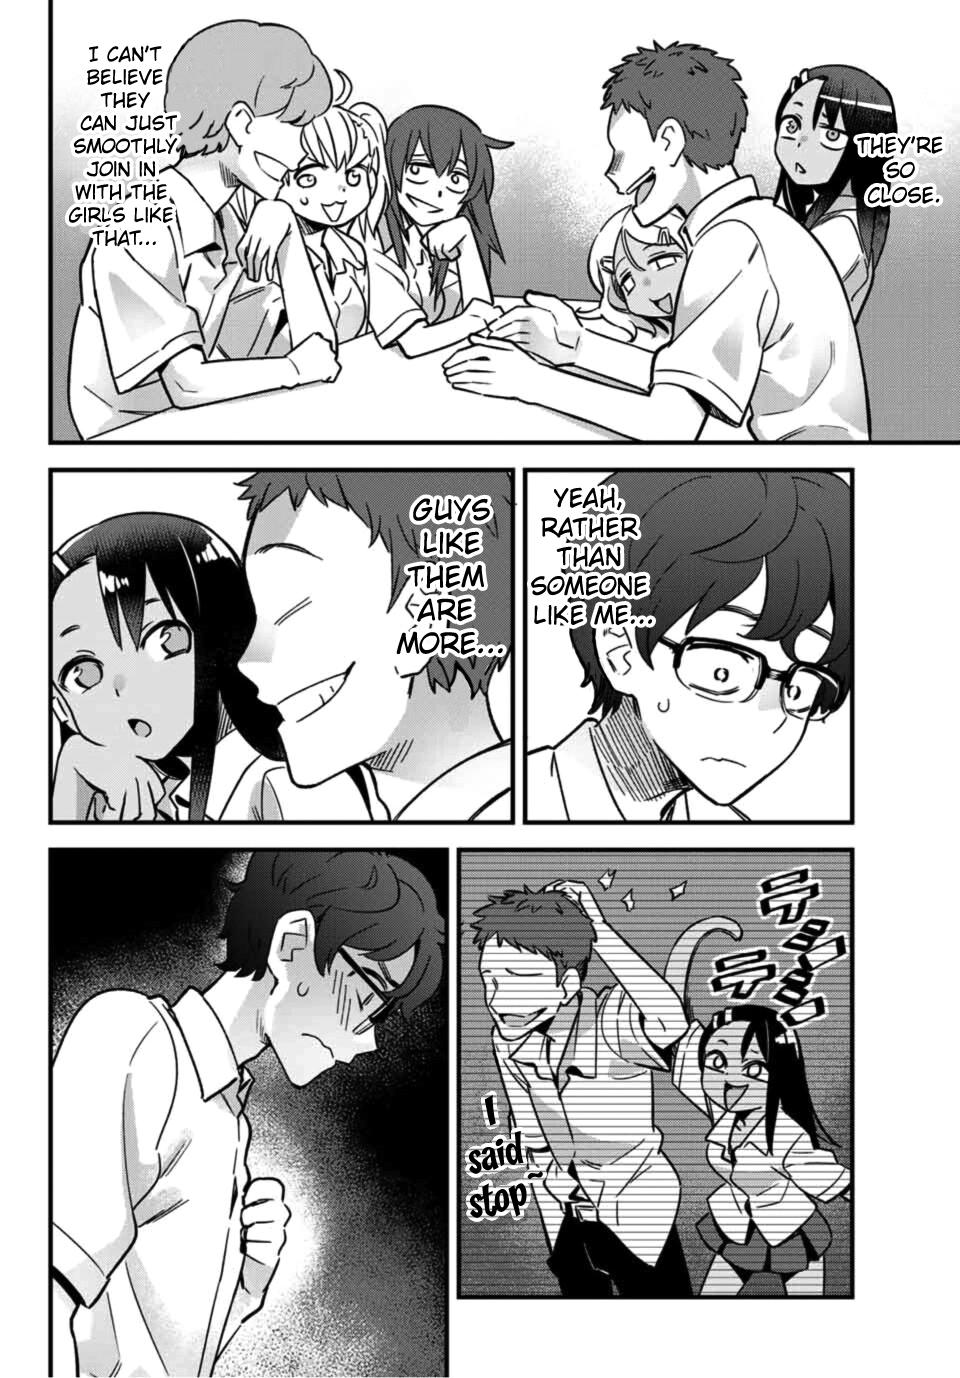 THEY'RE
SO
CLOSE.
I CAN'T
BELIEVE
THEY
CAN JUST
SMOOTHLY
JOIN IN
WITH THE
GIRLS LIKE
THAT...
YEAH,
RATHER
THAN
SOMEONE
LIKE ME...
GUYS
LIKE
THEM
ARE
MORE...
I
said
stop~